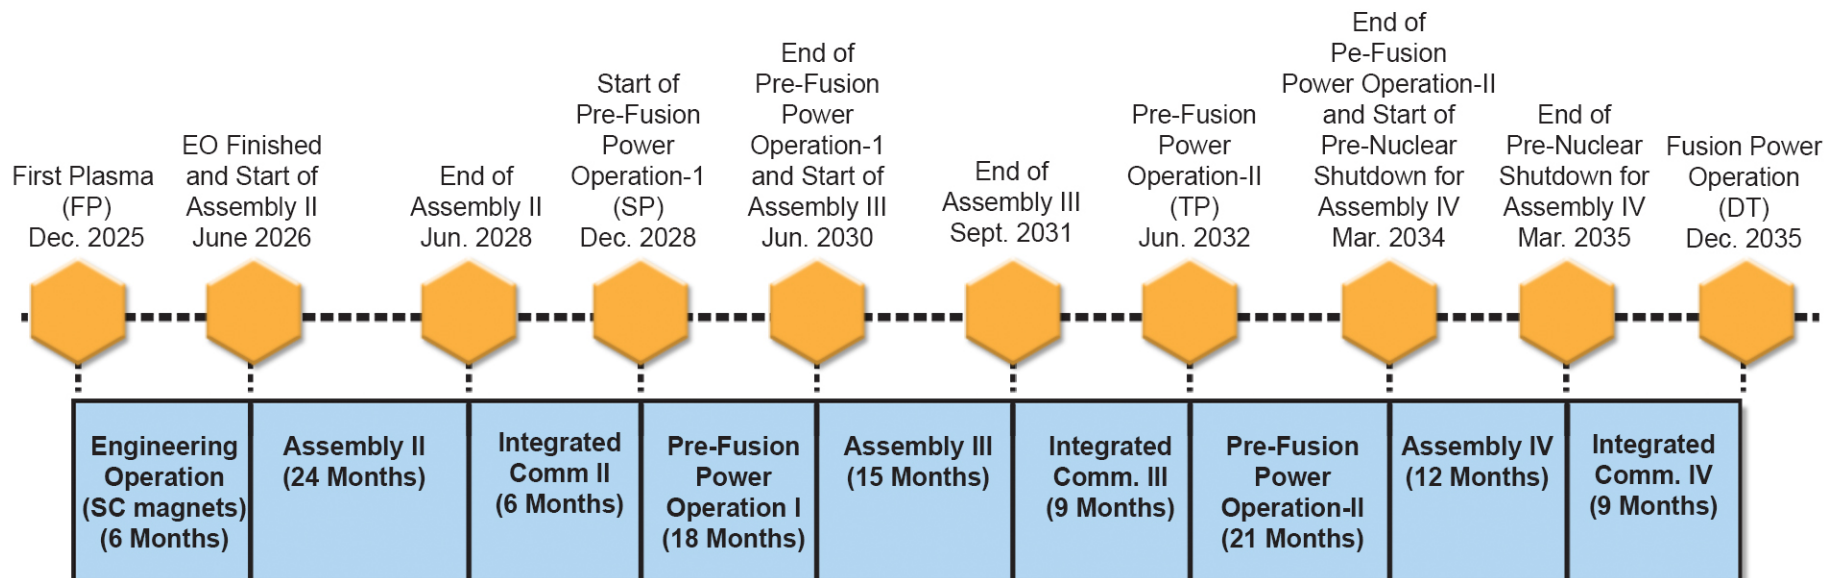 First Plasma
(FP)
Dec. 2025
EO Finished
and Start of
Assembly II
June 2026
End of
Assembly II
Jun. 2028
Start of
Pre-Fusion
Power
Operation-1
(SP)
Dec. 2028
End of
Pre-Fusion
Power
Operation-1
and Start of
Assembly III
Jun. 2030
End of
Assembly III
Sept. 2031
Pre-Fusion
Power
Operation-II
(TP)
Jun. 2032
End of
Pe-Fusion
Power Operation-II
and Start of
Pre-Nuclear
Shutdown for
Assembly IV
Mar. 2034
End of
Pre-Nuclear
Shutdown for
Assembly IV
Mar. 2035
Fusion Power
Operation
(DT)
Dec. 2035
Engineering
Operation
(SC magnets)
(6 Months)
Assembly II
(24 Months)
Integrated
Comm II
(6 Months)
Pre-Fusion
Power
Operation I
(18 Months)
Assembly III
(15 Months)
Integrated
Comm. III
(9 Months)
Pre-Fusion
Power
Operation-II
(21 Months)
Assembly IV
(12 Months)
Integrated
Comm. IV
(9 Months)